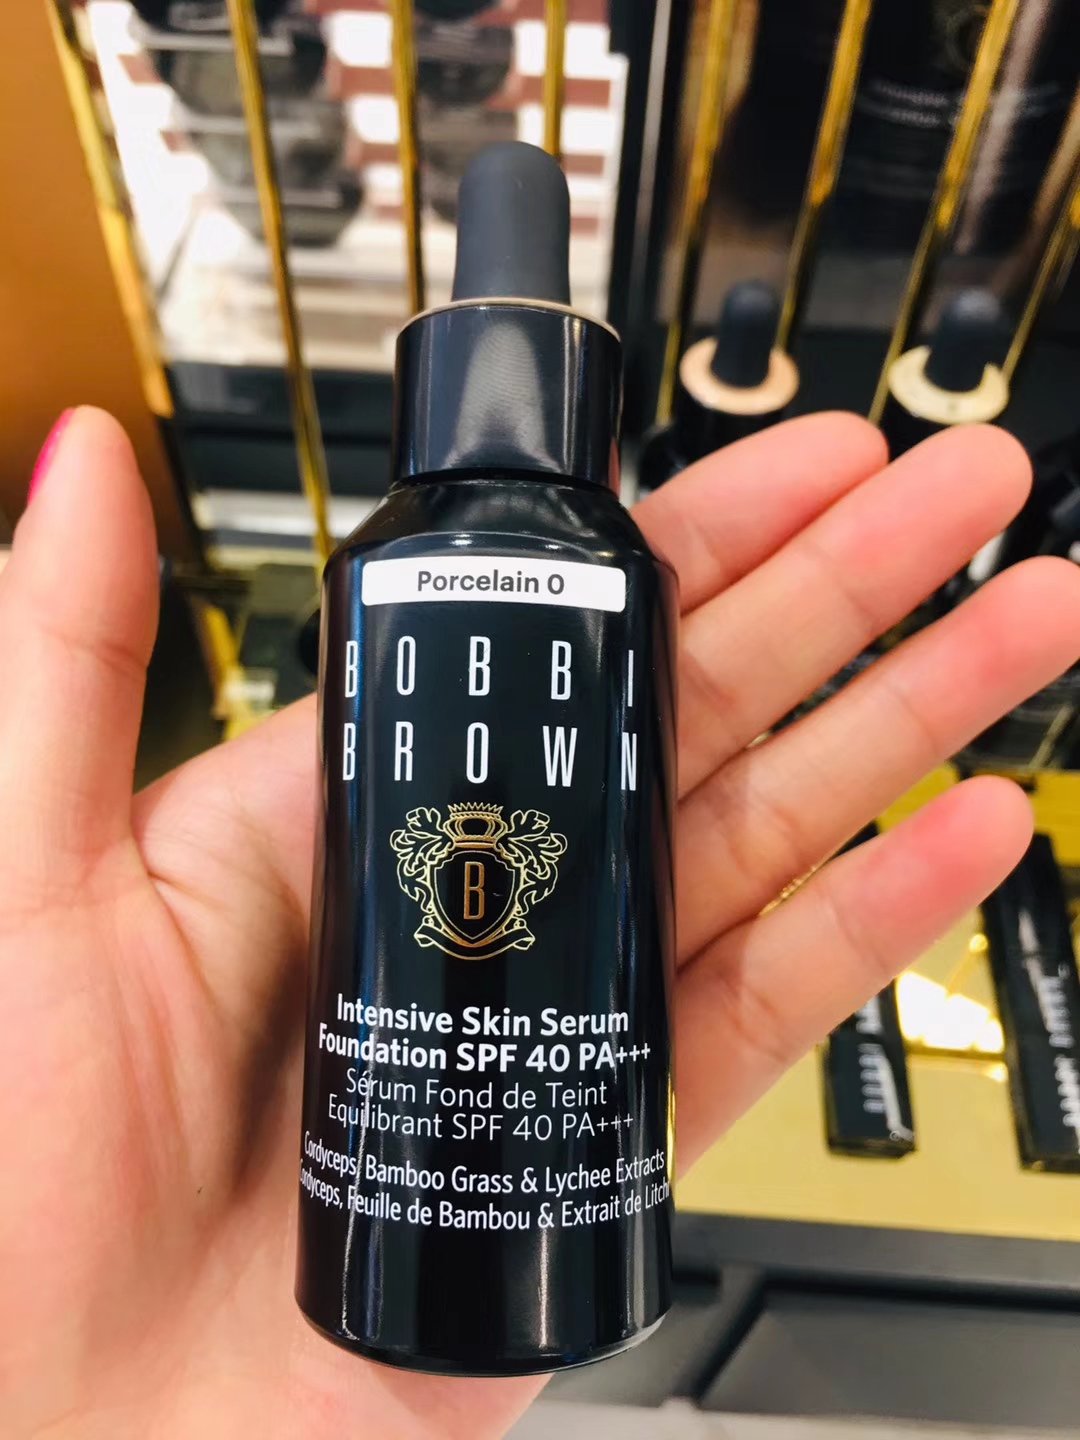 Porcelain 0
BOBBI
BROWN
B
Intensive Skin Serum
Foundation SPF 40 PA+++
Sérum Fond de Teint
Equilibrant SPF 40 PA+++
Cordyceps, Bamboo Grass & Lychee Extracts
Cordyceps, Feuille de Bambou & Extrait de Litchi